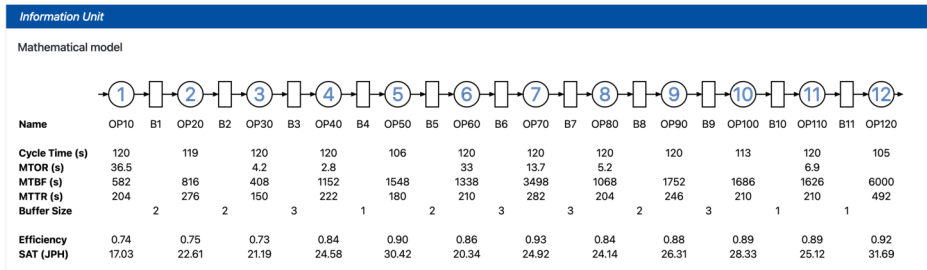 Information Unit
Mathematical model
1 2 3 4 5 6 7 8 9 10 11 12
Name OP10 B1 OP20 B2 OP30 B3 OP40 B4 OP50 B5 OP60 B6 OP70 B7 OP80 B8 OP90 B9 OP100 B10 OP110 B11 OP120
Cycle Time (s) 120 119 120 120 106 120 120 120 120 113 120 105
MTOR (s) 36.5 4.2 2.8 33 13.7 5.2 6.9
MTBF (s) 582 816 408 1152 1548 1338 3498 1068 1752 1686 1626 6000
MTTR (s) 204 276 150 222 180 210 282 204 246 210 210 492
Buffer Size 2 2 3 1 2 3 3 2 3 1 1
Efficiency 0.74 0.75 0.73 0.84 0.90 0.86 0.93 0.84 0.88 0.89 0.89 0.92
SAT (JPH) 17.03 22.61 21.19 24.58 30.42 20.34 24.92 24.14 26.31 28.33 25.12 31.69